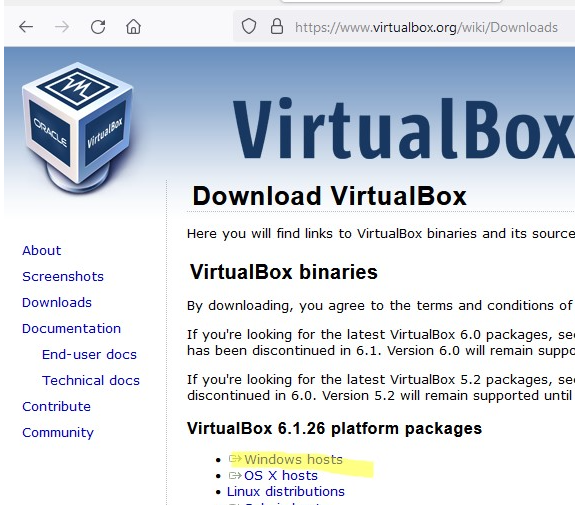 https://www.virtualbox.org/wiki/Downloads
ORACLE
VirtualBox
VirtualBox
Download VirtualBox
Here you will find links to VirtualBox binaries and its source
VirtualBox binaries
By downloading, you agree to the terms and conditions of
If you're looking for the latest VirtualBox 6.0 packages, see
has been discontinued in 6.1. Version 6.0 will remain suppo
If you're looking for the latest VirtualBox 5.2 packages, see
discontinued in 6.0. Version 5.2 will remain supported until
VirtualBox 6.1.26 platform packages
Windows hosts
OS X hosts
Linux distributions
About
Screenshots
Downloads
Documentation
End-user docs
Technical docs
Contribute
Community